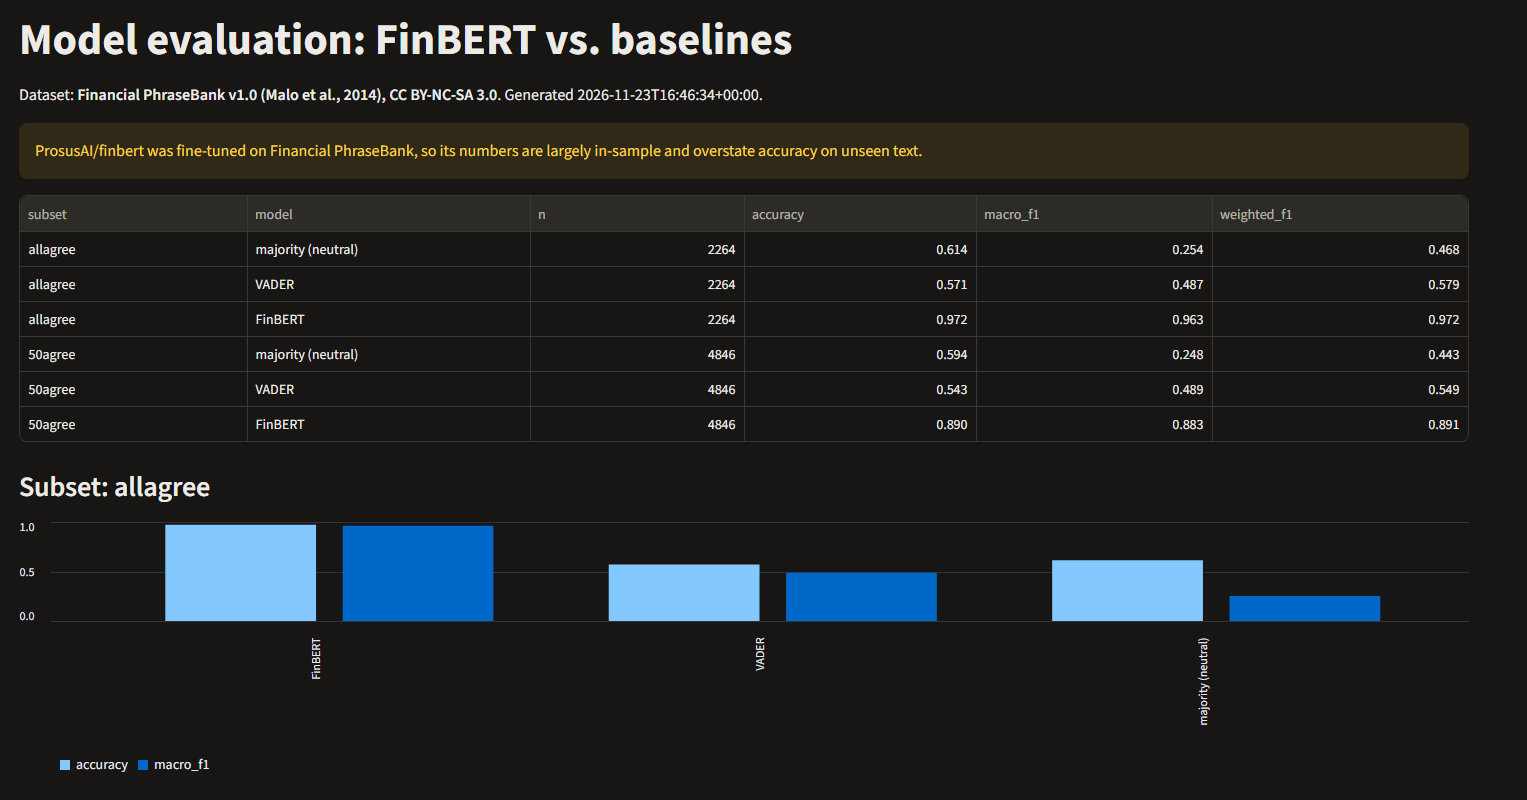 Model evaluation: FinBERT vs. baselines
Dataset: Financial PhraseBank v1.0 (Malo et al., 2014), CC BY-NC-SA 3.0. Generated 2026-11-23T16:46:34+00:00.
ProsusAI/finbert was fine-tuned on Financial PhraseBank, so its numbers are largely in-sample and overstate accuracy on unseen text.
subset model n accuracy macro_f1 weighted_f1
allagree majority (neutral) 2264 0.614 0.254 0.468
allagree VADER 2264 0.571 0.487 0.579
allagree FinBERT 2264 0.972 0.963 0.972
50agree majority (neutral) 4846 0.594 0.248 0.443
50agree VADER 4846 0.543 0.489 0.549
50agree FinBERT 4846 0.890 0.883 0.891
Subset: allagree
1.0
0.5
0.0
FinBERT
VADER
majority (neutral)
accuracy macro_f1